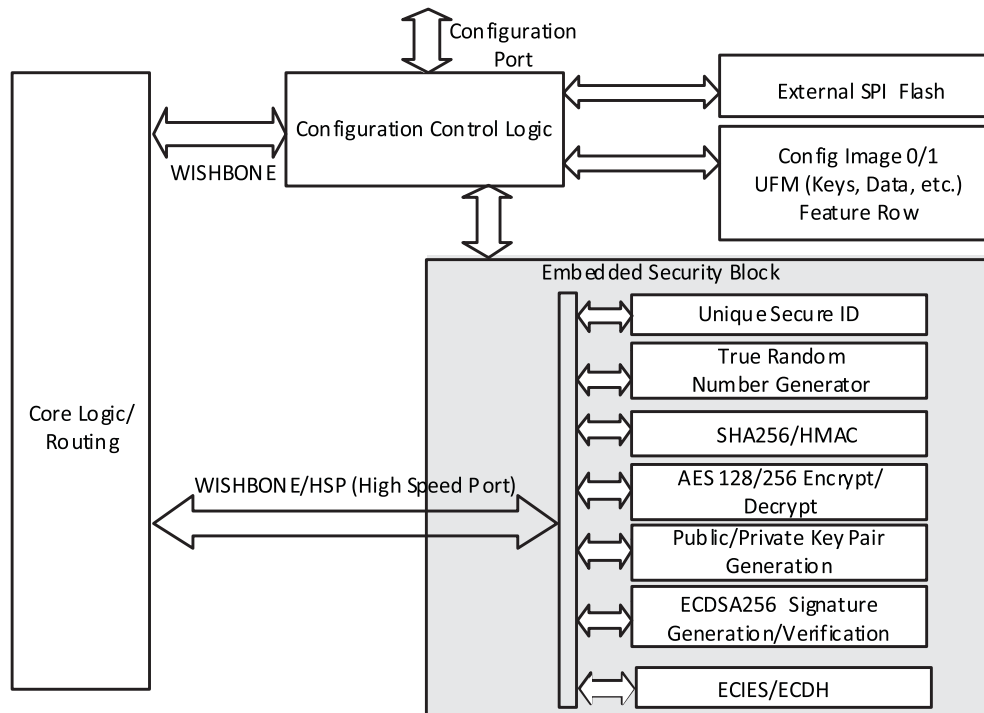 Configuration
Port
External SPI Flash
Configuration Control Logic
WISHBONE
Config Image 0/1
UFM (Keys, Data, etc.)
Feature Row
Embedded Security Block
Unique Secure ID
True Random
Number Generator
Core Logic/
Routing
SHA256/HMAC
WISHBONE/HSP (High Speed Port)
AES 128/256 Encrypt/
Decrypt
Public/Private Key Pair
Generation
ECDSA256 Signature
Generation/Verification
ECIES/ECDH